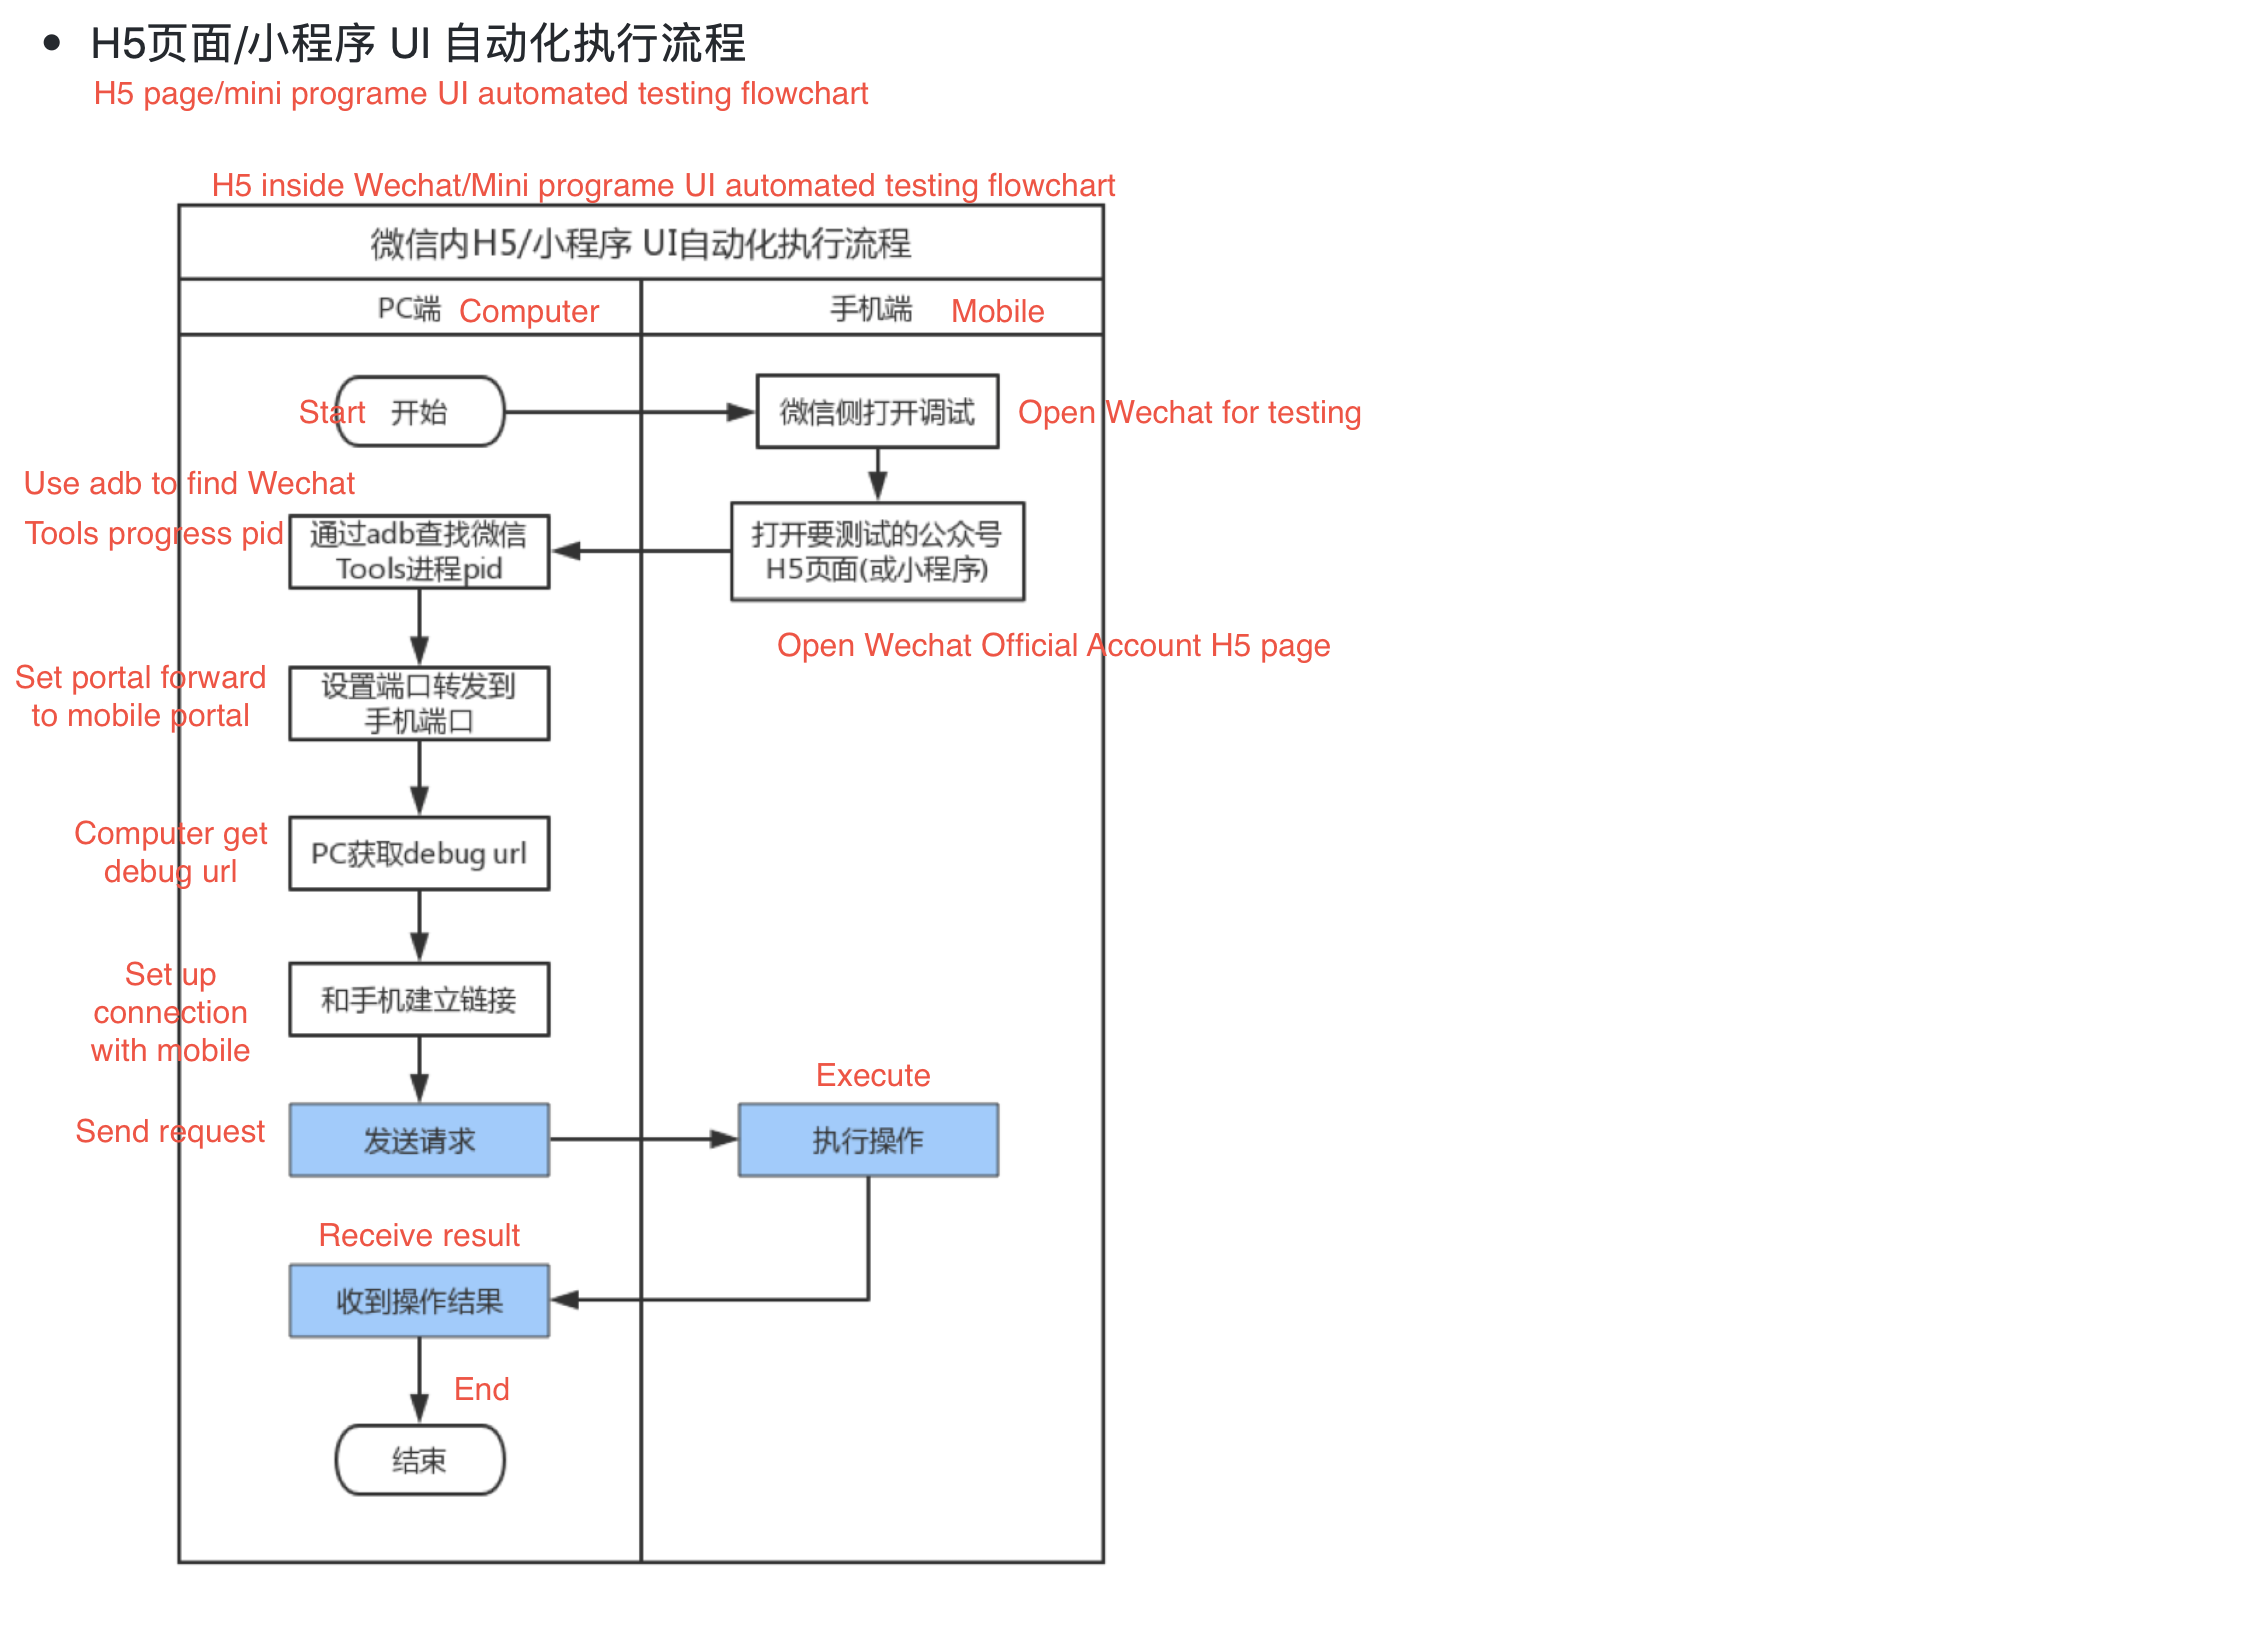 H5页面/小程序 UI 自动化执行流程
H5 page/mini programe UI automated testing flowchart
H5 inside Wechat/Mini programe UI automated testing flowchart
微信内H5/小程序 UI自动化执行流程
PC端
Computer
手机端
Mobile
Start
开始
微信侧打开调试
Open Wechat for testing
Use adb to find Wechat
Tools progress pid
通过adb查找微信
Tools进程pid
打开要测试的公众号
H5页面(或小程序)
Open Wechat Official Account H5 page
Set portal forward
to mobile portal
设置端口转发到
手机端口
Computer get
debug url
PC获取debug url
Set up
connection
with mobile
和手机建立链接
Execute
Send request
发送请求
执行操作
Receive result
收到操作结果
End
结束